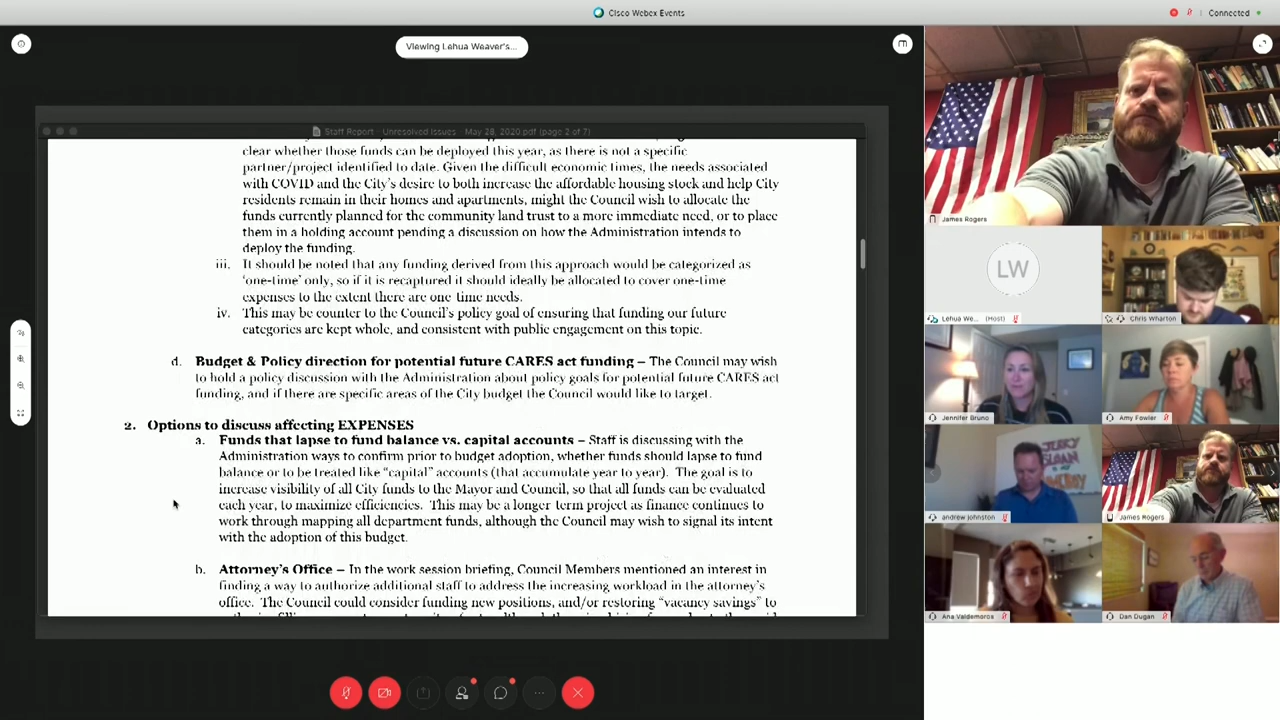 Cisco Webex Events
Connected
Viewing Lehua Weaver's...
Staff Report - Unresolved Issues - May 28, 2020.pdf (page 2 of 7)
clear whether those funds can be deployed this year, as there is not a specific
partner/project identified to date. Given the difficult economic times, the needs associated
with COVID and the City's desire to both increase the affordable housing stock and help City
residents remain in their homes and apartments, might the Council wish to allocate the
funds currently planned for the community land trust to a more immediate need, or to place
them in a holding account pending a discussion on how the Administration intends to
deploy the funding.
iii. It should be noted that any funding derived from this approach would be categorized as
'one-time' only, so if it is recaptured it should ideally be allocated to cover one-time
expenses to the extent there are one-time needs.
iv. This may be counter to the Council's policy goal of ensuring that funding our future
categories are kept whole, and consistent with public engagement on this topic.
d. Budget & Policy direction for potential future CARES act funding – The Council may wish
to hold a policy discussion with the Administration about policy goals for potential future CARES act
funding, and if there are specific areas of the City budget the Council would like to target.
2. Options to discuss affecting EXPENSES
a. Funds that lapse to fund balance vs. capital accounts – Staff is discussing with the
Administration ways to confirm prior to budget adoption, whether funds should lapse to fund
balance or to be treated like "capital" accounts (that accumulate year to year). The goal is to
increase visibility of all City funds to the Mayor and Council, so that all funds can be evaluated
each year, to maximize efficiencies. This may be a longer-term project as finance continues to
work through mapping all department funds, although the Council may wish to signal its intent
with the adoption of this budget.
b. Attorney's Office – In the work session briefing, Council Members mentioned an interest in
finding a way to authorize additional staff to address the increasing workload in the attorney's
office. The Council could consider funding new positions, and/or restoring "vacancy savings" to
James Rogers
LW
Lehua We... (Host)
Chris Wharton
Jennifer Bruno
Amy Fowler
JERRY
SLOAN
andrew johnston
James Rogers
Ana Valdemoros
Dan Dugan